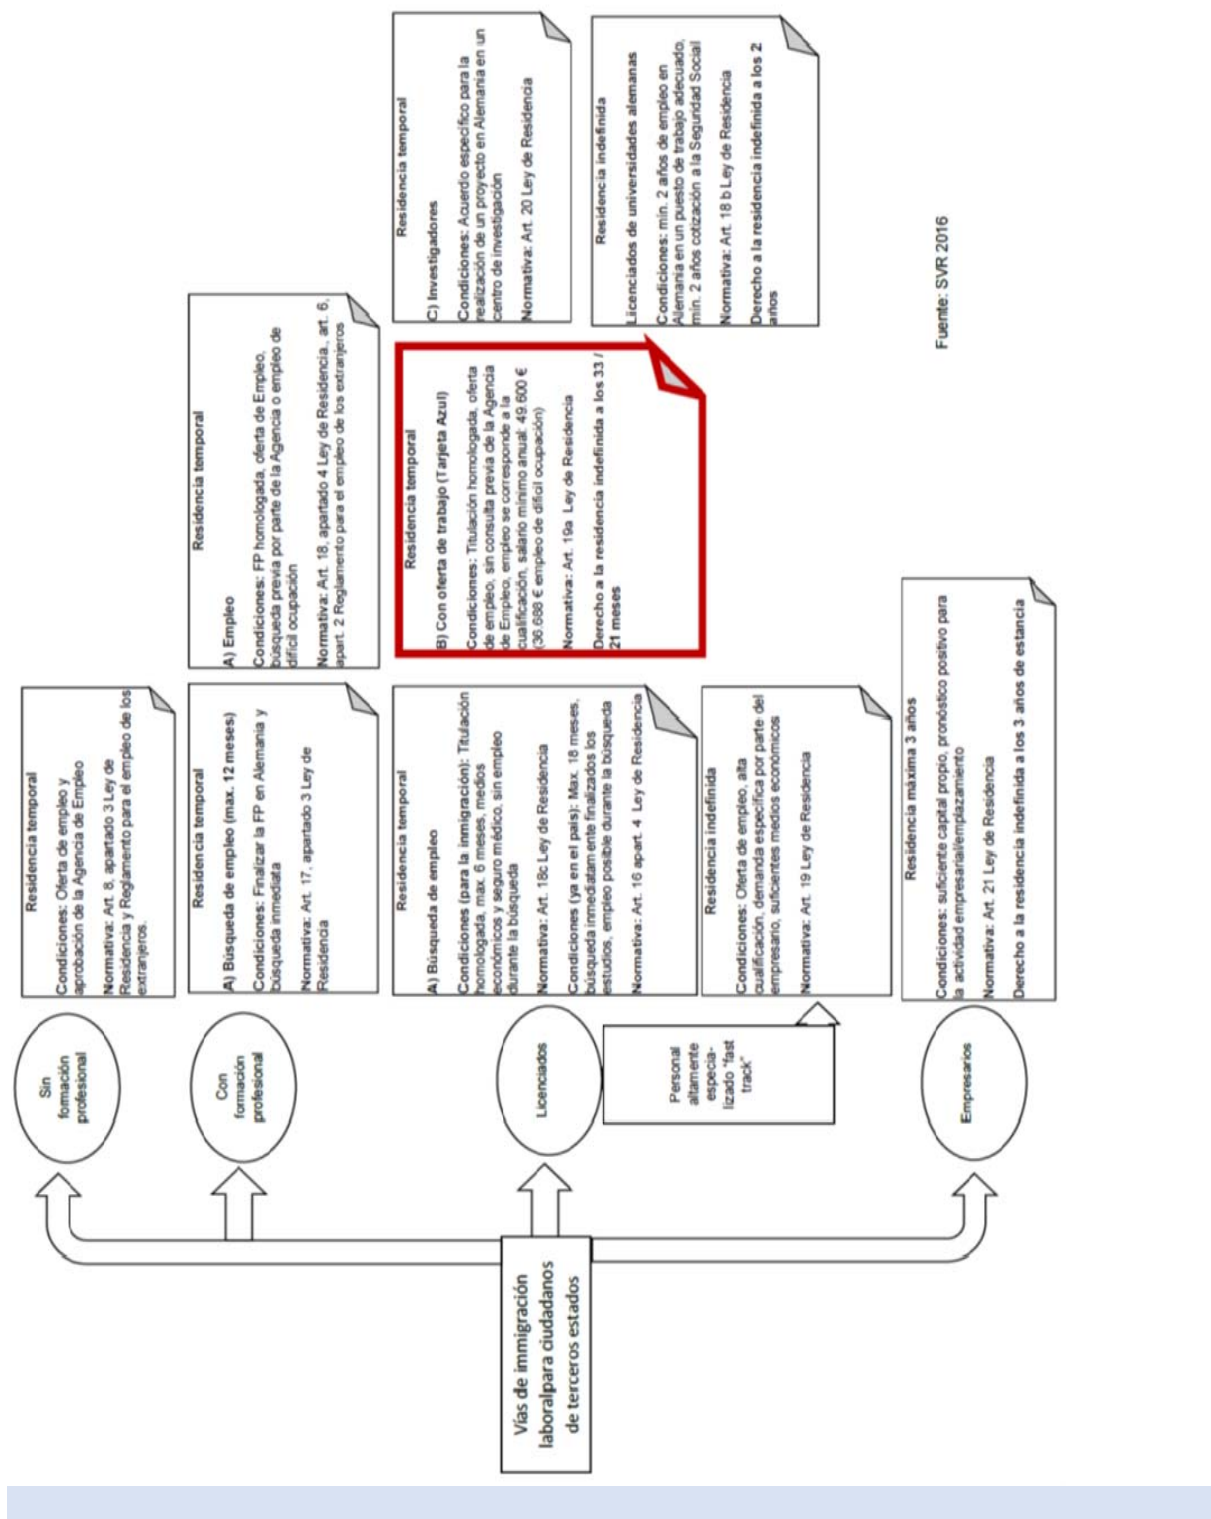 Vías de immigración
laboralpara ciudadanos
de terceros estados
Sin
formación
profesional
Residencia temporal
Condiciones: Oferta de empleo y
aprobación de la Agencia de Empleo
Normativa: Art. 8, apartado 3 Ley de
Residencia y Reglamento para el empleo de los
extranjeros.
Con
formación
profesional
Residencia temporal
A) Búsqueda de empleo (max. 12 meses)
Condiciones: Finalizar la FP en Alemania y
búsqueda inmediata
Normativa: Art. 17, apartado 3 Ley de
Residencia
Residencia temporal
A) Empleo
Condiciones: FP homologada, oferta de Empleo,
búsqueda previa por parte de la Agencia o empleo de
difícil ocupación
Normativa: Art. 18, apartado 4 Ley de Residencia., art. 6,
apart. 2 Reglamento para el empleo de los extranjeros
Licenciados
Residencia temporal
A) Búsqueda de empleo
Condiciones (para la inmigración): Titulación
homologada, max. 6 meses, medios
económicos y seguro médico, sin empleo
durante la búsqueda
Normativa: Art. 18c Ley de Residencia
Condiciones (ya en el país): Max. 18 meses,
búsqueda inmediatamente finalizados los
estudios, empleo posible durante la búsqueda
Normativa: Art. 16 apart. 4 Ley de Residencia
Residencia temporal
B) Con oferta de trabajo (Tarjeta Azul)
Condiciones: Titulación homologada, oferta
de empleo, sin consulta previa de la Agencia
de Empleo, empleo se corresponde a la
cualificación, salario mínimo anual: 49.600 €
(36.688 € empleo de difícil ocupación)
Normativa: Art. 19a Ley de Residencia
Derecho a la residencia indefinida a los 33 /
21 meses
Residencia temporal
C) Investigadores
Condiciones: Acuerdo específico para la
realización de un proyecto en Alemania en un
centro de investigación
Normativa: Art. 20 Ley de Residencia
Residencia indefinida
Licenciados de universidades alemanas
Condiciones: min. 2 años de empleo en
Alemania en un puesto de trabajo adecuado,
min. 2 años cotización a la Seguridad Social
Normativa: Art. 18 b Ley de Residencia
Derecho a la residencia indefinida a los 2
años
Personal
altamente
especia-
lizado "fast
track"
Residencia indefinida
Condiciones: Oferta de empleo, alta
cualificación, demanda específica por parte del
empresario, suficientes medios económicos
Normativa: Art. 19 Ley de Residencia
Empresarios
Residencia máxima 3 años
Condiciones: suficiente capital propio, pronóstico positivo para
la actividad empresarial/emplazamiento
Normativa: Art. 21 Ley de Residencia
Derecho a la residencia indefinida a los 3 años de estancia
Fuente: SVR 2016